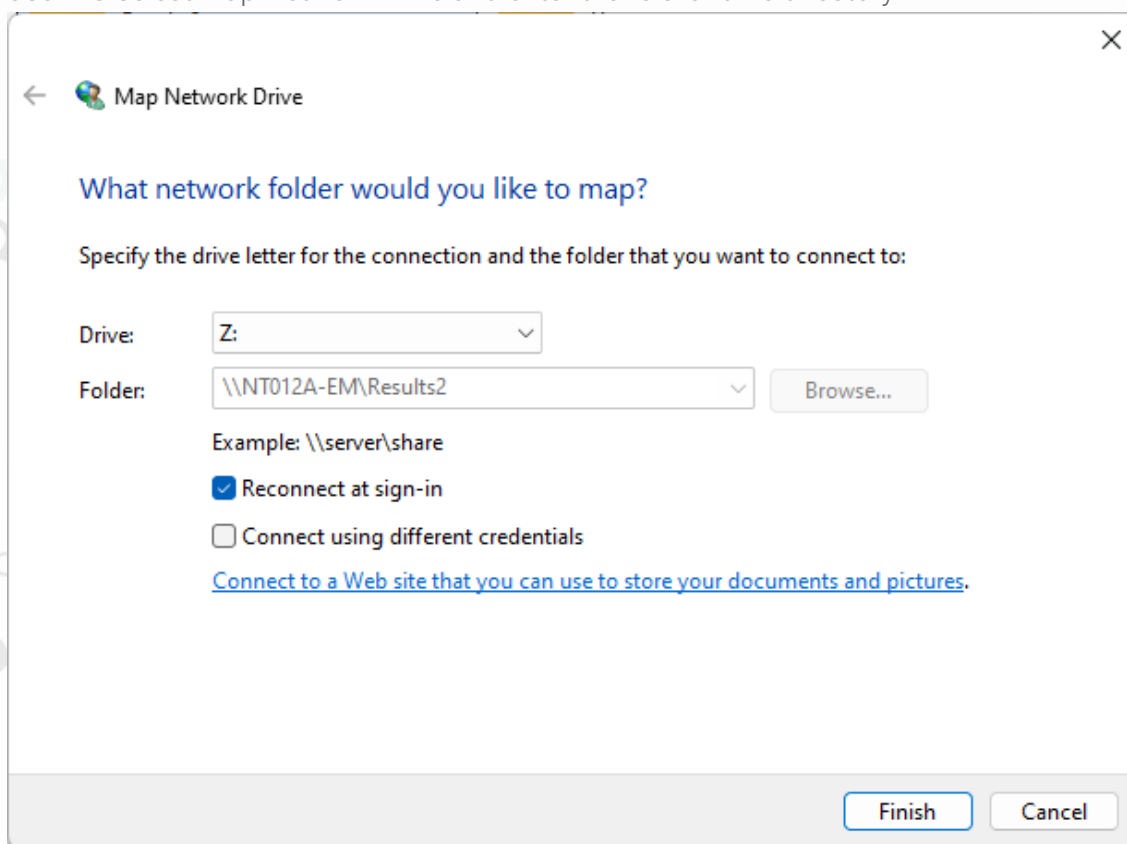 Map Network Drive
What network folder would you like to map?
Specify the drive letter for the connection and the folder that you want to connect to:
Drive: Z:
Folder: \\NT012A-EM\Results2 Browse...
Example: \\server\share
Reconnect at sign-in
Connect using different credentials
Connect to a Web site that you can use to store your documents and pictures.
Finish Cancel